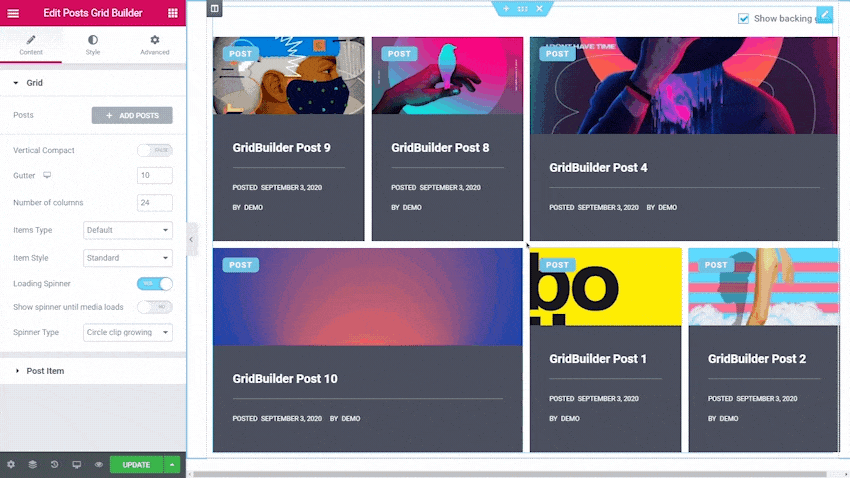 Edit Posts Grid Builder
Content
Style
Advanced
Grid
Posts
ADD POSTS
Vertical Compact
Gutter
10
Number of columns
24
Items Type
Default
Item Style
Standard
Loading Spinner
YES
Show spinner until media loads
NO
Spinner Type
Circle clip growing
Post Item
UPDATE
Show backing
POST
GridBuilder Post 9
POSTED SEPTEMBER 3, 2020
BY DEMO
POST
GridBuilder Post 8
POSTED SEPTEMBER 3, 2020
BY DEMO
I DON'T HAVE TIME
POST
GridBuilder Post 4
POSTED SEPTEMBER 3, 2020 BY DEMO
POST
GridBuilder Post 10
POSTED SEPTEMBER 3, 2020 BY DEMO
POST
bo
GridBuilder Post 1
POSTED SEPTEMBER 3, 2020
BY DEMO
POST
GridBuilder Post 2
POSTED SEPTEMBER 3, 2020
BY DEMO